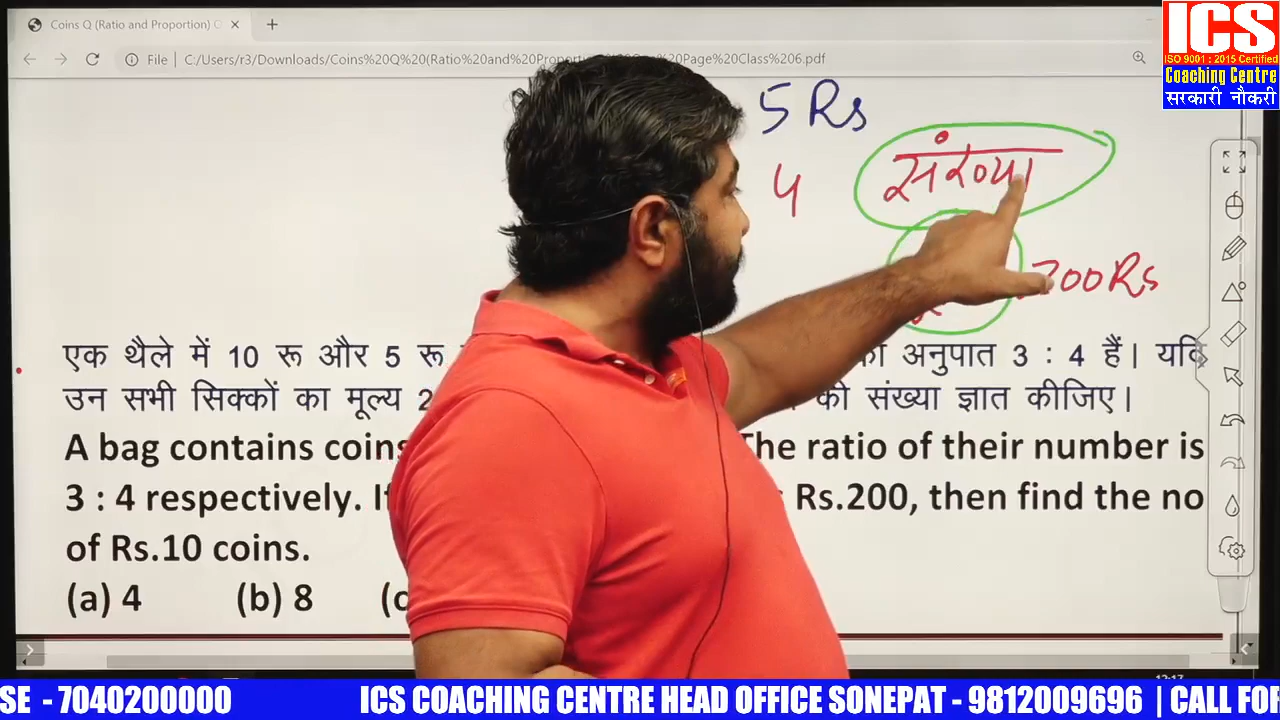 Coins Q (Ratio and Proportion) C
ICS
ISO 9001 : 2015 Certified
Coaching Centre
सरकारी नौकरी
File C:/Users/r3/Downloads/Coins%20Q%20(Ratio%20and%20Propor 20Page%20Class%206.pdf
5 Rs
4 संख्या
200Rs
एक थैले में 10 रू और 5 रू का अनुपात 3 : 4 हैं। यदि
उन सभी सिक्कों का मूल्य 2 की संख्या ज्ञात कीजिए।
A bag contains coins The ratio of their number is
3 : 4 respectively. If Rs.200, then find the no
of Rs.10 coins.
(a) 4 (b) 8 (c
SE - 7040200000 ICS COACHING CENTRE HEAD OFFICE SONEPAT - 9812009696 | CALL FOR